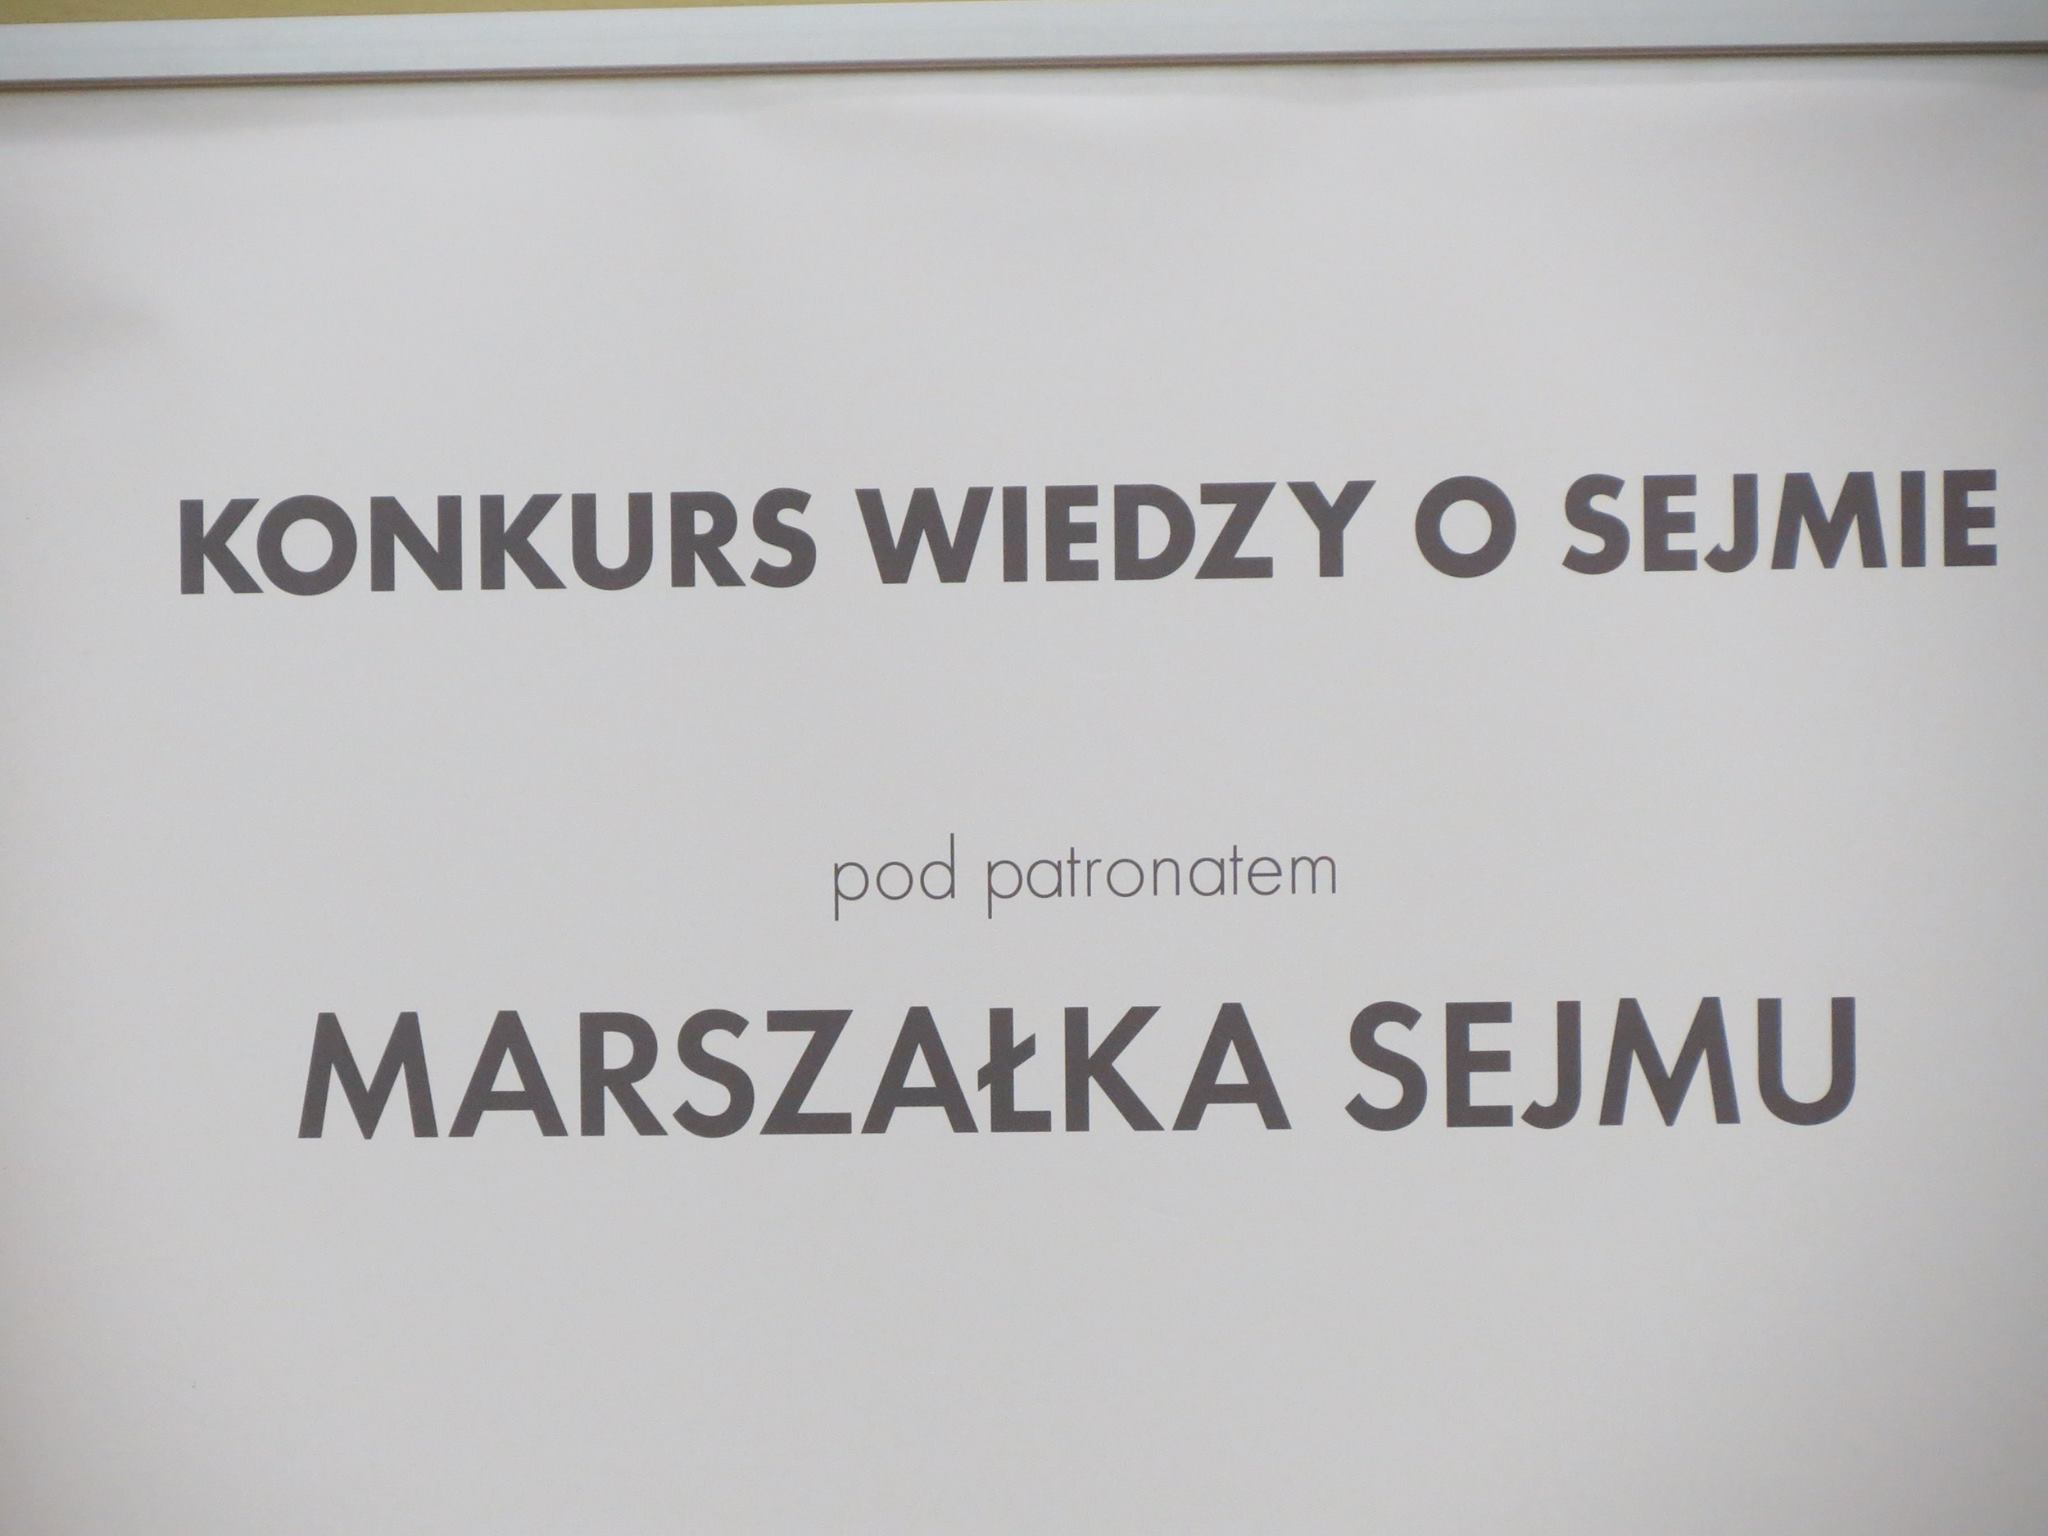 KONKURS WIEDZY O SEJMIE
pod patronatem
MARSZAŁKA SEJMU